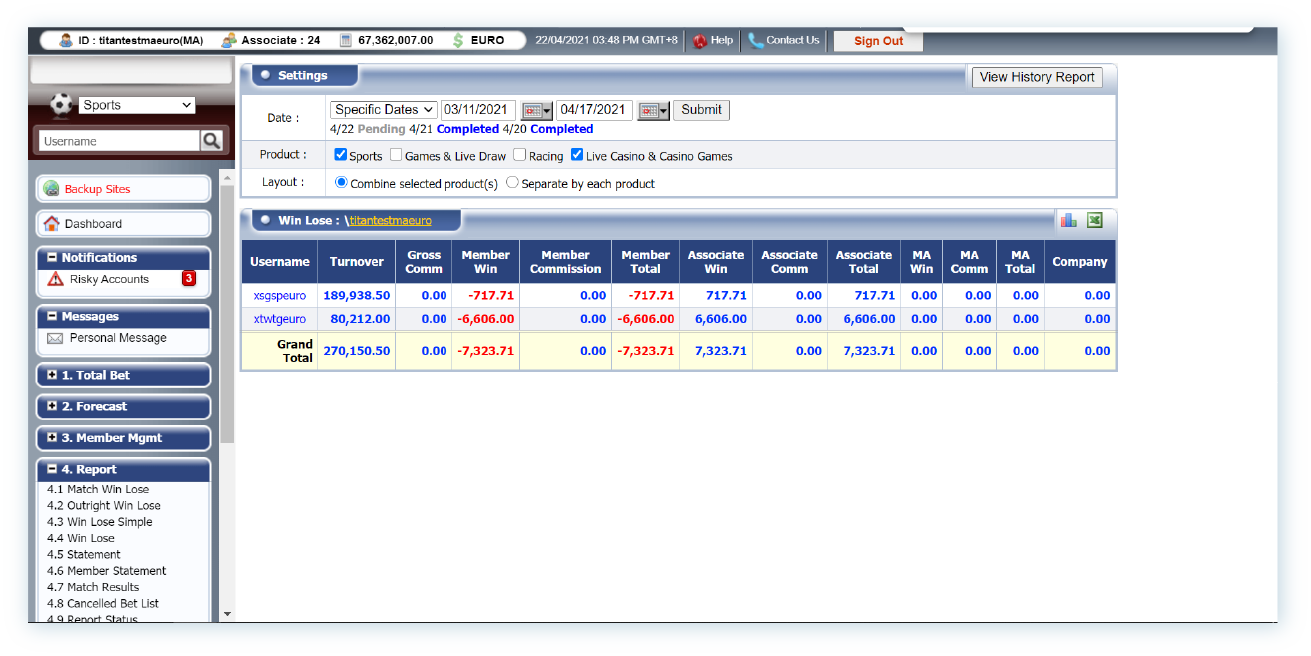 ID : titantestmaeuro(MA) Associate : 24 67,362,007.00 EURO 22/04/2021 03:48 PM GMT+8 Help Contact Us Sign Out
Sports
Username
Backup Sites
Dashboard
Notifications
Risky Accounts 3
Messages
Personal Message
1. Total Bet
2. Forecast
3. Member Mgmt
4. Report
4.1 Match Win Lose
4.2 Outright Win Lose
4.3 Win Lose Simple
4.4 Win Lose
4.5 Statement
4.6 Member Statement
4.7 Match Results
4.8 Cancelled Bet List
4.9 Report Status
Settings View History Report
Date : Specific Dates 03/11/2021 04/17/2021 Submit
4/22 Pending 4/21 Completed 4/20 Completed
Product : Sports Games & Live Draw Racing Live Casino & Casino Games
Layout : Combine selected product(s) Separate by each product
Win Lose : \titantestmaeuro
Username Turnover Gross Comm Member Win Member Commission Member Total Associate Win Associate Comm Associate Total MA Win MA Comm MA Total Company
xsgspeuro 189,938.50 0.00 -717.71 0.00 -717.71 717.71 0.00 717.71 0.00 0.00 0.00 0.00
xtwtgeuro 80,212.00 0.00 -6,606.00 0.00 -6,606.00 6,606.00 0.00 6,606.00 0.00 0.00 0.00 0.00
Grand Total 270,150.50 0.00 -7,323.71 0.00 -7,323.71 7,323.71 0.00 7,323.71 0.00 0.00 0.00 0.00